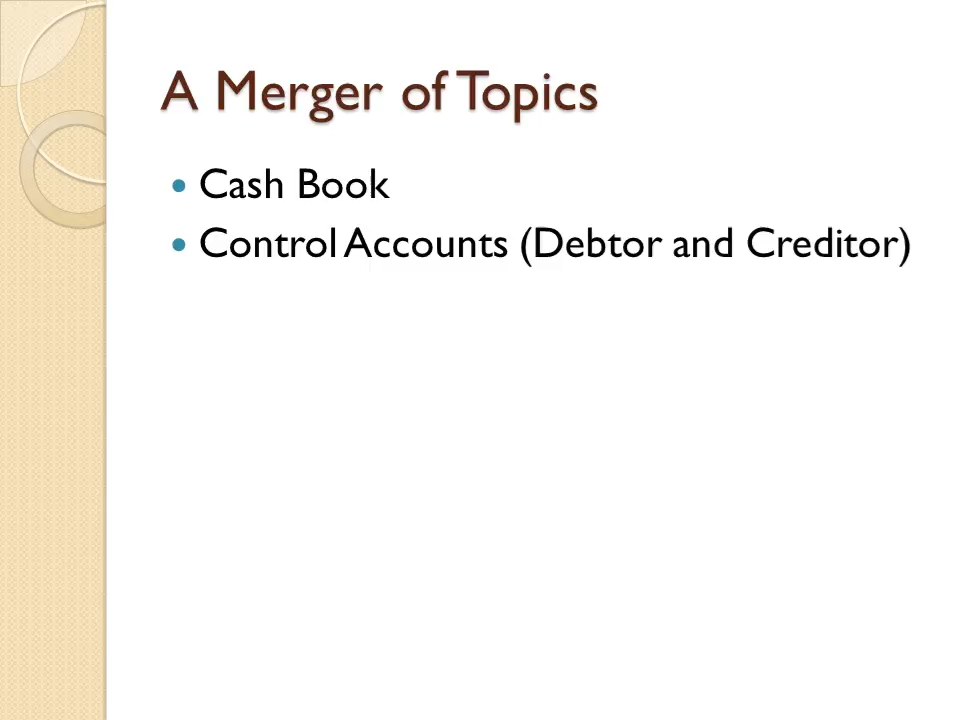 A Merger of Topics
Cash Book
Control Accounts (Debtor and Creditor)